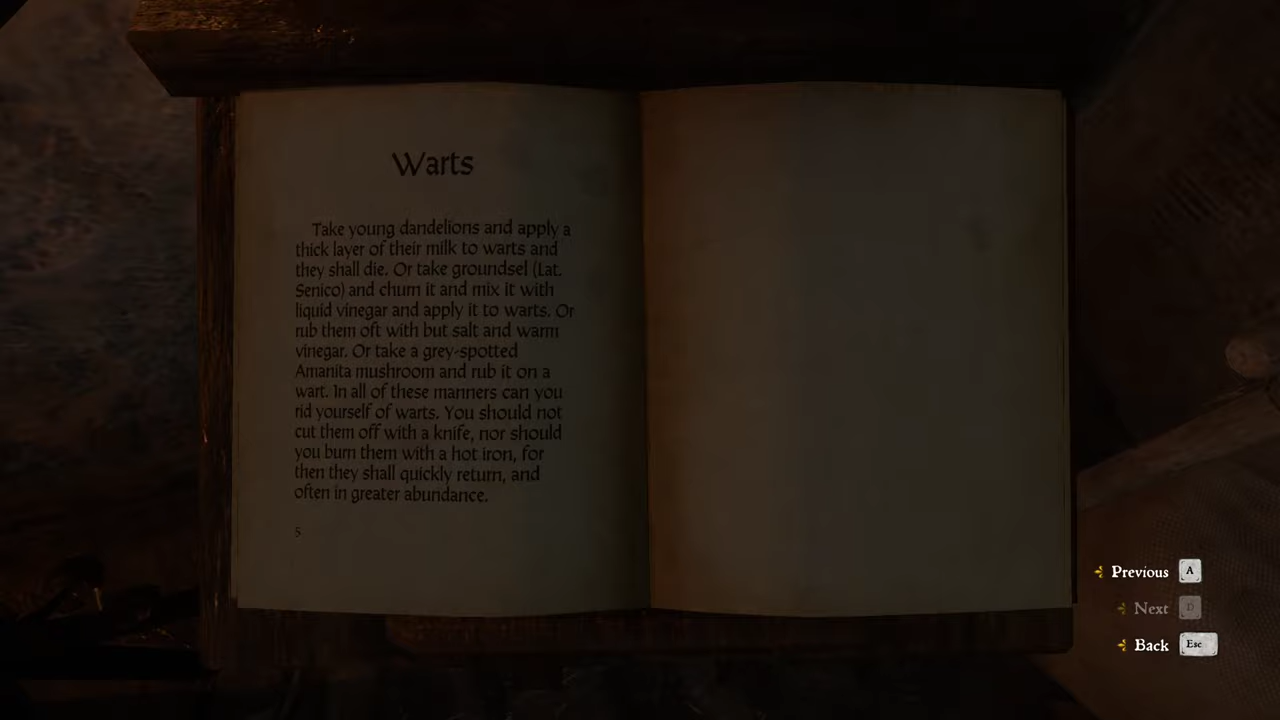 Warts
Take young dandelions and apply a
thick layer of their milk to warts and
they shall die. Or take groundsel (Lat.
Senico) and churn it and mix it with
liquid vinegar and apply it to warts. Or
rub them oft with but salt and warm
vinegar. Or take a grey-spotted
Amanita mushroom and rub it on a
wart. In all of these manners can you
rid yourself of warts. You should not
cut them off with a knife, nor should
you burn them with a hot iron, for
then they shall quickly return, and
often in greater abundance.
5
Previous A
Next D
Back Esc